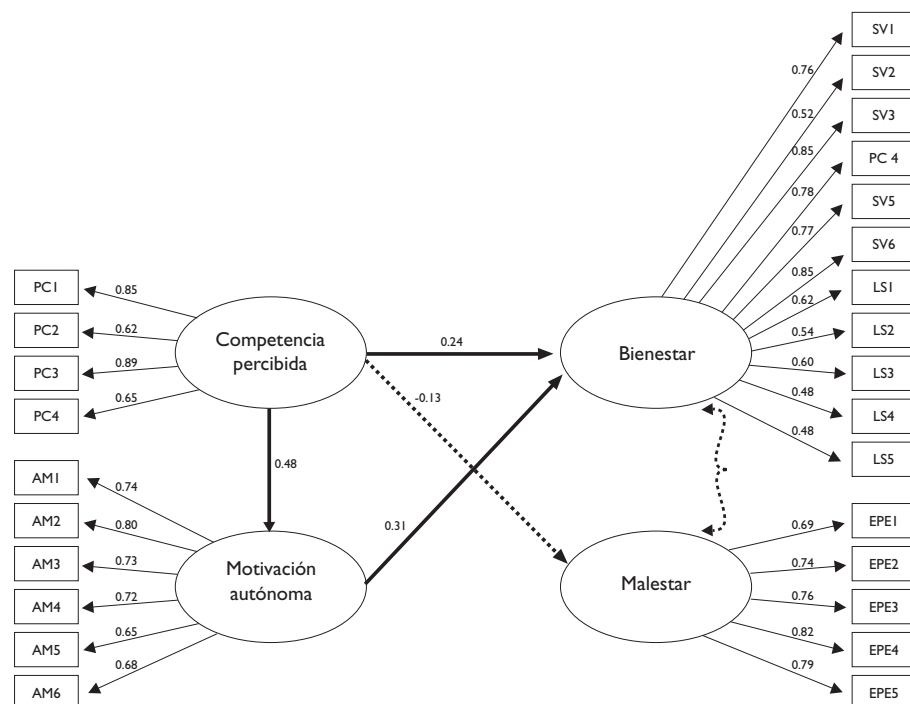 SV1
0.76
SV2
0.52
SV3
0.85
PC 4
0.78
SV5
0.77
SV6
0.85
LS1
0.62
LS2
0.54
LS3
0.60
LS4
0.48
LS5
0.48
PC1
0.85
PC2
0.62
PC3
0.89
PC4
0.65
Competencia
percibida
0.24
Bienestar
-0.13
0.48
0.31
AM1
0.74
AM2
0.80
AM3
0.73
AM4
0.72
AM5
0.65
AM6
0.68
Motivación
autónoma
Malestar
EPE1
0.69
EPE2
0.74
EPE3
0.76
EPE4
0.82
EPE5
0.79